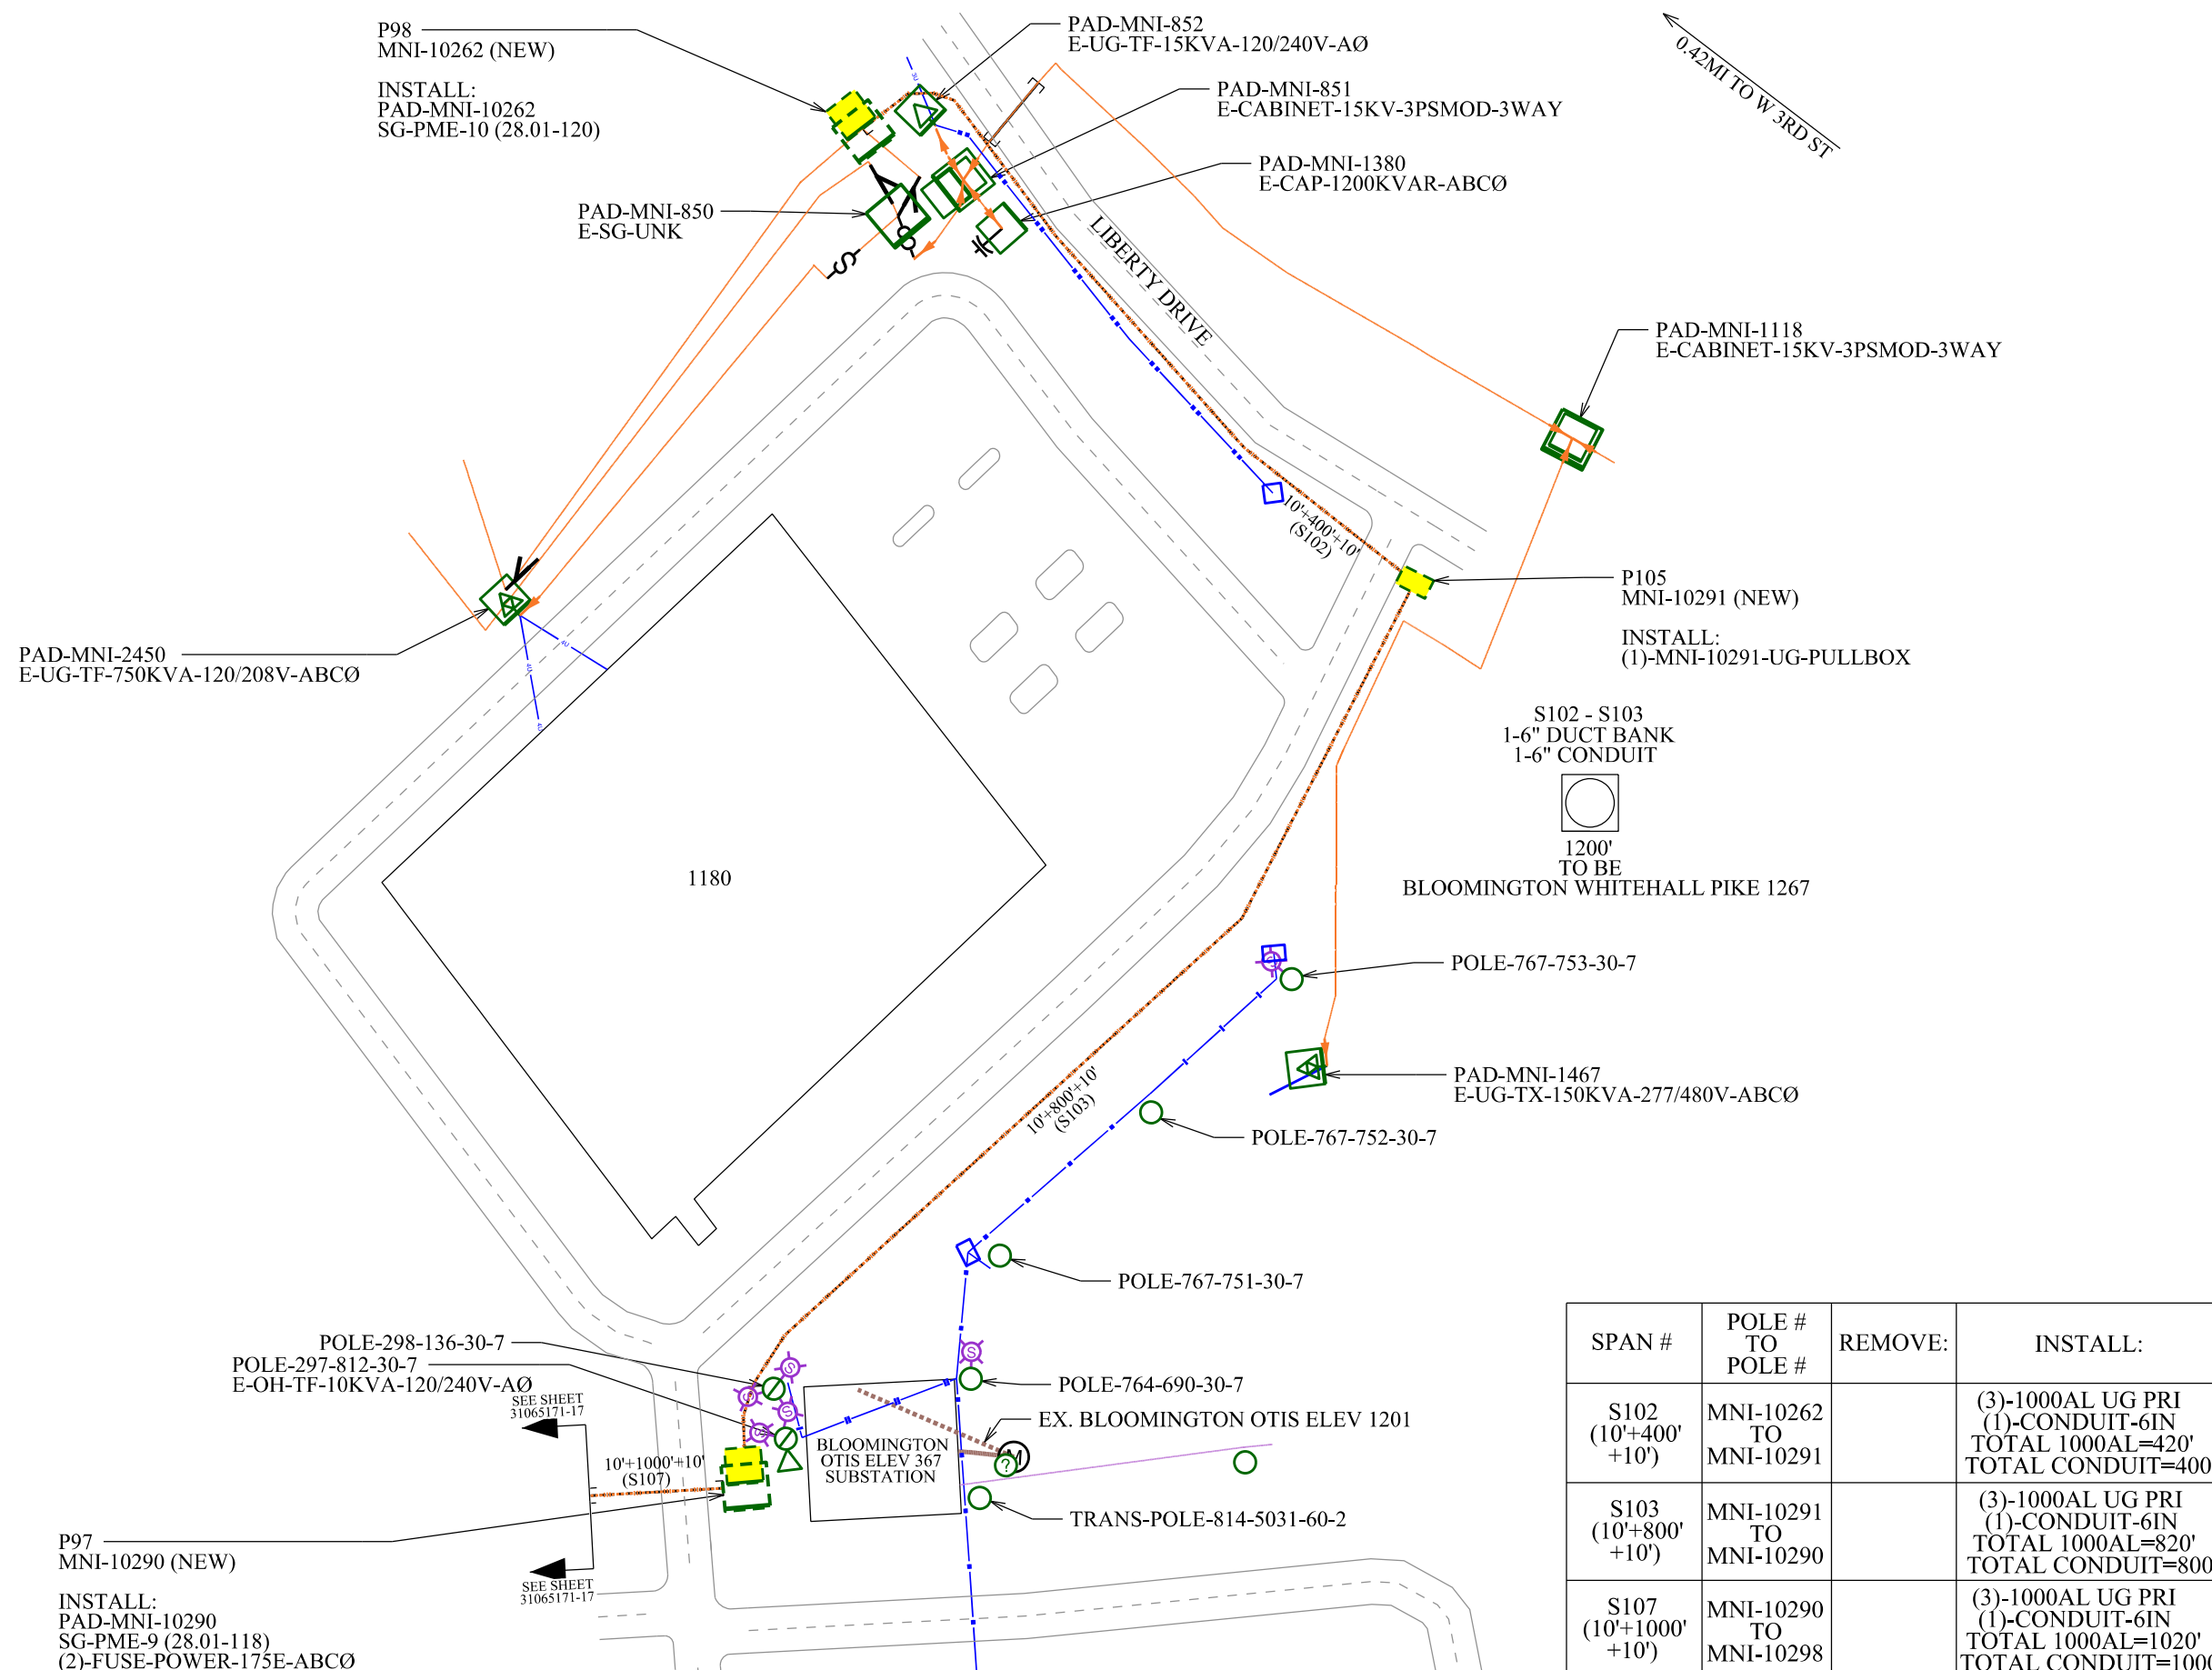 P98
MNI-10262 (NEW)
INSTALL:
PAD-MNI-10262
SG-PME-10 (28.01-120)
PAD-MNI-852
E-UG-TF-15KVA-120/240V-AØ
PAD-MNI-851
E-CABINET-15KV-3PSMOD-3WAY
PAD-MNI-1380
E-CAP-1200KVAR-ABCØ
0.42MI TO W 3RD ST
PAD-MNI-850
E-SG-UNK
S
LIBERTY DRIVE
PAD-MNI-1118
E-CABINET-15KV-3PSMOD-3WAY
10'+400'+10'
(S102)
P105
MNI-10291 (NEW)
INSTALL:
(1)-MNI-10291-UG-PULLBOX
PAD-MNI-2450
E-UG-TF-750KVA-120/208V-ABCØ
4U
4U
4U
3U
S102 - S103
1-6" DUCT BANK
1-6" CONDUIT
1200'
TO BE
BLOOMINGTON WHITEHALL PIKE 1267
1180
S
POLE-767-753-30-7
PAD-MNI-1467
E-UG-TX-150KVA-277/480V-ABCØ
10'+800'+10'
(S103)
POLE-767-752-30-7
POLE-767-751-30-7
POLE-298-136-30-7
POLE-297-812-30-7
E-OH-TF-10KVA-120/240V-AØ
S
S
S
S
S
POLE-764-690-30-7
EX. BLOOMINGTON OTIS ELEV 1201
M
?
BLOOMINGTON
OTIS ELEV 367
SUBSTATION
TRANS-POLE-814-5031-60-2
SEE SHEET
31065171-17
10'+1000'+10'
(S107)
SEE SHEET
31065171-17
P97
MNI-10290 (NEW)
INSTALL:
PAD-MNI-10290
SG-PME-9 (28.01-118)
(2)-FUSE-POWER-175E-ABCØ
SPAN #
POLE #
TO
POLE #
REMOVE:
INSTALL:
S102
(10'+400'
+10')
MNI-10262
TO
MNI-10291
(3)-1000AL UG PRI
(1)-CONDUIT-6IN
TOTAL 1000AL=420'
TOTAL CONDUIT=400
S103
(10'+800'
+10')
MNI-10291
TO
MNI-10290
(3)-1000AL UG PRI
(1)-CONDUIT-6IN
TOTAL 1000AL=820'
TOTAL CONDUIT=800
S107
(10'+1000'
+10')
MNI-10290
TO
MNI-10298
(3)-1000AL UG PRI
(1)-CONDUIT-6IN
TOTAL 1000AL=1020'
TOTAL CONDUIT=1000